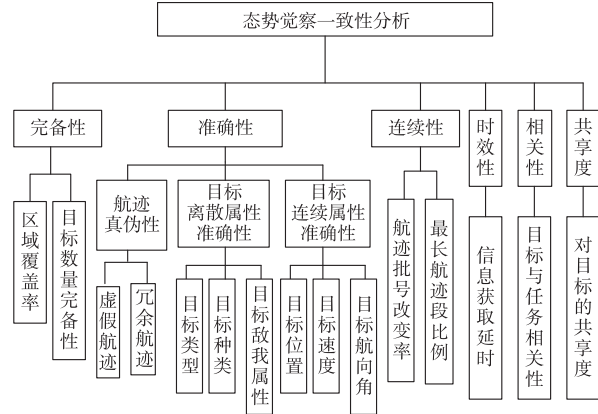 态势觉察一致性分析
完备性
准确性
连续性
时效性
相关性
共享度
区域覆盖率
目标数量完备性
航迹
真伪性
目标
离散属性
准确性
目标
连续属性
准确性
航迹批号改变率
最长航迹段比例
信息获取延时
目标与任务相关性
对目标的共享度
虚假航迹
冗余航迹
目标类型
目标种类
目标敌我属性
目标位置
目标速度
目标航向角